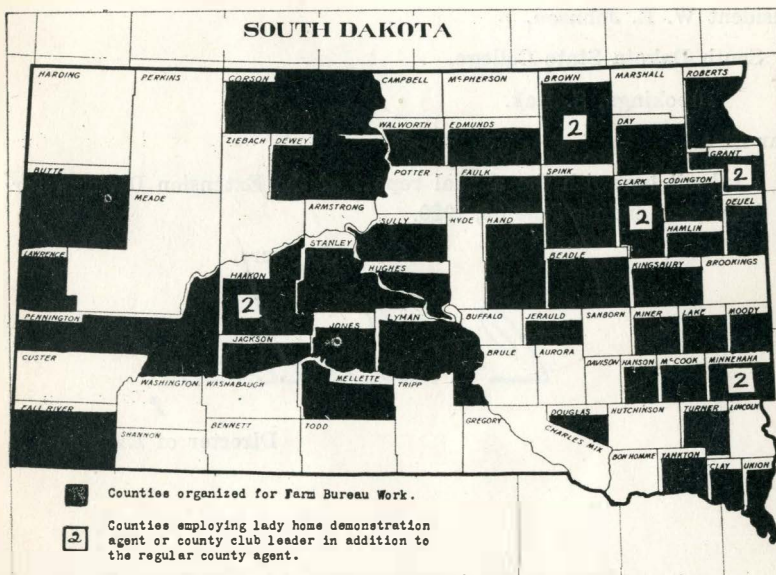 SOUTH DAKOTA
HARDING PERKINS CORSON CAMPBELL McPHERSON BROWN MARSHALL ROBERTS
WALWORTH EDMUNDS 2 DAY
ZIEBACH DEWEY GRANT
BUTTE POTTER FAULK SPINK CLARK CODINGTON 2
MEADE ARMSTRONG DEUEL
SULLY HYDE HAND 2 HAMLIN
LAWRENCE STANLEY BEADLE KINGSBURY BROOKINGS
HAAKON HUGHES
2
PENNINGTON JACKSON JONES LYMAN BUFFALO JERAULD SANBORN MINER LAKE MOODY
CUSTER BRULE AURORA DAVISON HANSON McCOOK MINNEHAHA
WASHINGTON WASHABAUGH MELLETTE TRIPP 2
FALL RIVER DOUGLAS HUTCHINSON TURNER LINCOLN
SHANNON BENNETT TODD GREGORY CHARLES MIX
BON HOMME YANKTON CLAY UNION
Counties organized for Farm Bureau Work.
2 Counties employing lady home demonstration
agent or county club leader in addition to
the regular county agent.